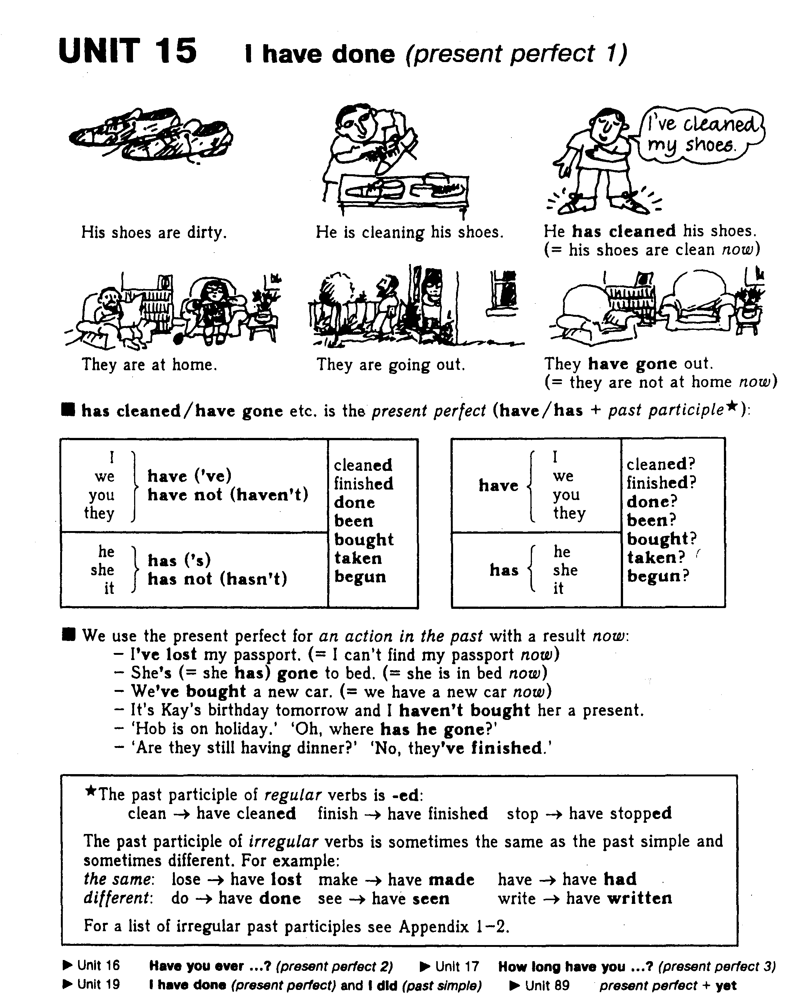 UNIT 15 I have done (present perfect 1)
I've cleaned
my shoes.
His shoes are dirty.
He is cleaning his shoes.
He has cleaned his shoes.
(= his shoes are clean now)
They are at home.
They are going out.
They have gone out.
(= they are not at home now)
■ has cleaned/have gone etc. is the present perfect (have/has + past participle★):
I
we
you
they
have ('ve)
have not (haven't)
he
she
it
has ('s)
has not (hasn't)
cleaned
finished
done
been
bought
taken
begun
have
I
we
you
they
has
he
she
it
cleaned?
finished?
done?
been?
bought?
taken?
begun?
■ We use the present perfect for an action in the past with a result now:
– I've lost my passport. (= I can't find my passport now)
– She's (= she has) gone to bed. (= she is in bed now)
– We've bought a new car. (= we have a new car now)
– It's Kay's birthday tomorrow and I haven't bought her a present.
– ‘Hob is on holiday.’ ‘Oh, where has he gone?’
– ‘Are they still having dinner?’ ‘No, they've finished.’
★The past participle of regular verbs is -ed:
clean → have cleaned finish → have finished stop → have stopped
The past participle of irregular verbs is sometimes the same as the past simple and
sometimes different. For example:
the same: lose → have lost make → have made have → have had
different: do → have done see → have seen write → have written
For a list of irregular past participles see Appendix 1–2.
▶ Unit 16 Have you ever ...? (present perfect 2) ▶ Unit 17 How long have you ...? (present perfect 3)
▶ Unit 19 I have done (present perfect) and I did (past simple) ▶ Unit 89 present perfect + yet